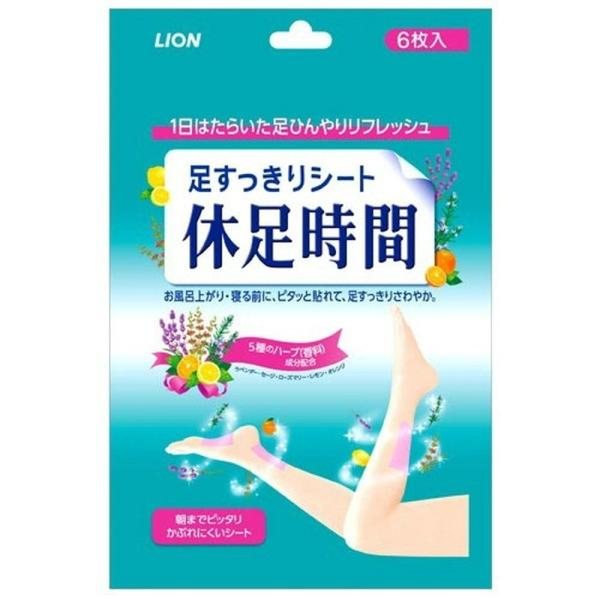 LION
6枚入
1日はたらいた足ひんやりリフレッシュ
足すっきりシート
休足時間
お風呂上がり・寝る前に、ピタッと貼れて、足すっきりさわやか。
5種のハーブ(香料)
成分配合
ラベンダー・セージ・ローズマリー・レモン・オレンジ
朝までピッタリ
かぶれにくいシート